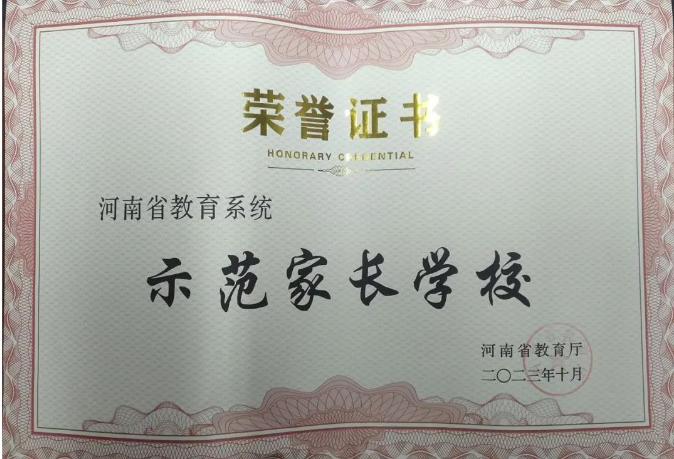 荣誉证书
HONORARY CREDENTIAL
河南省教育系统
示范家长学校
河南省教育厅
二〇二三年十月